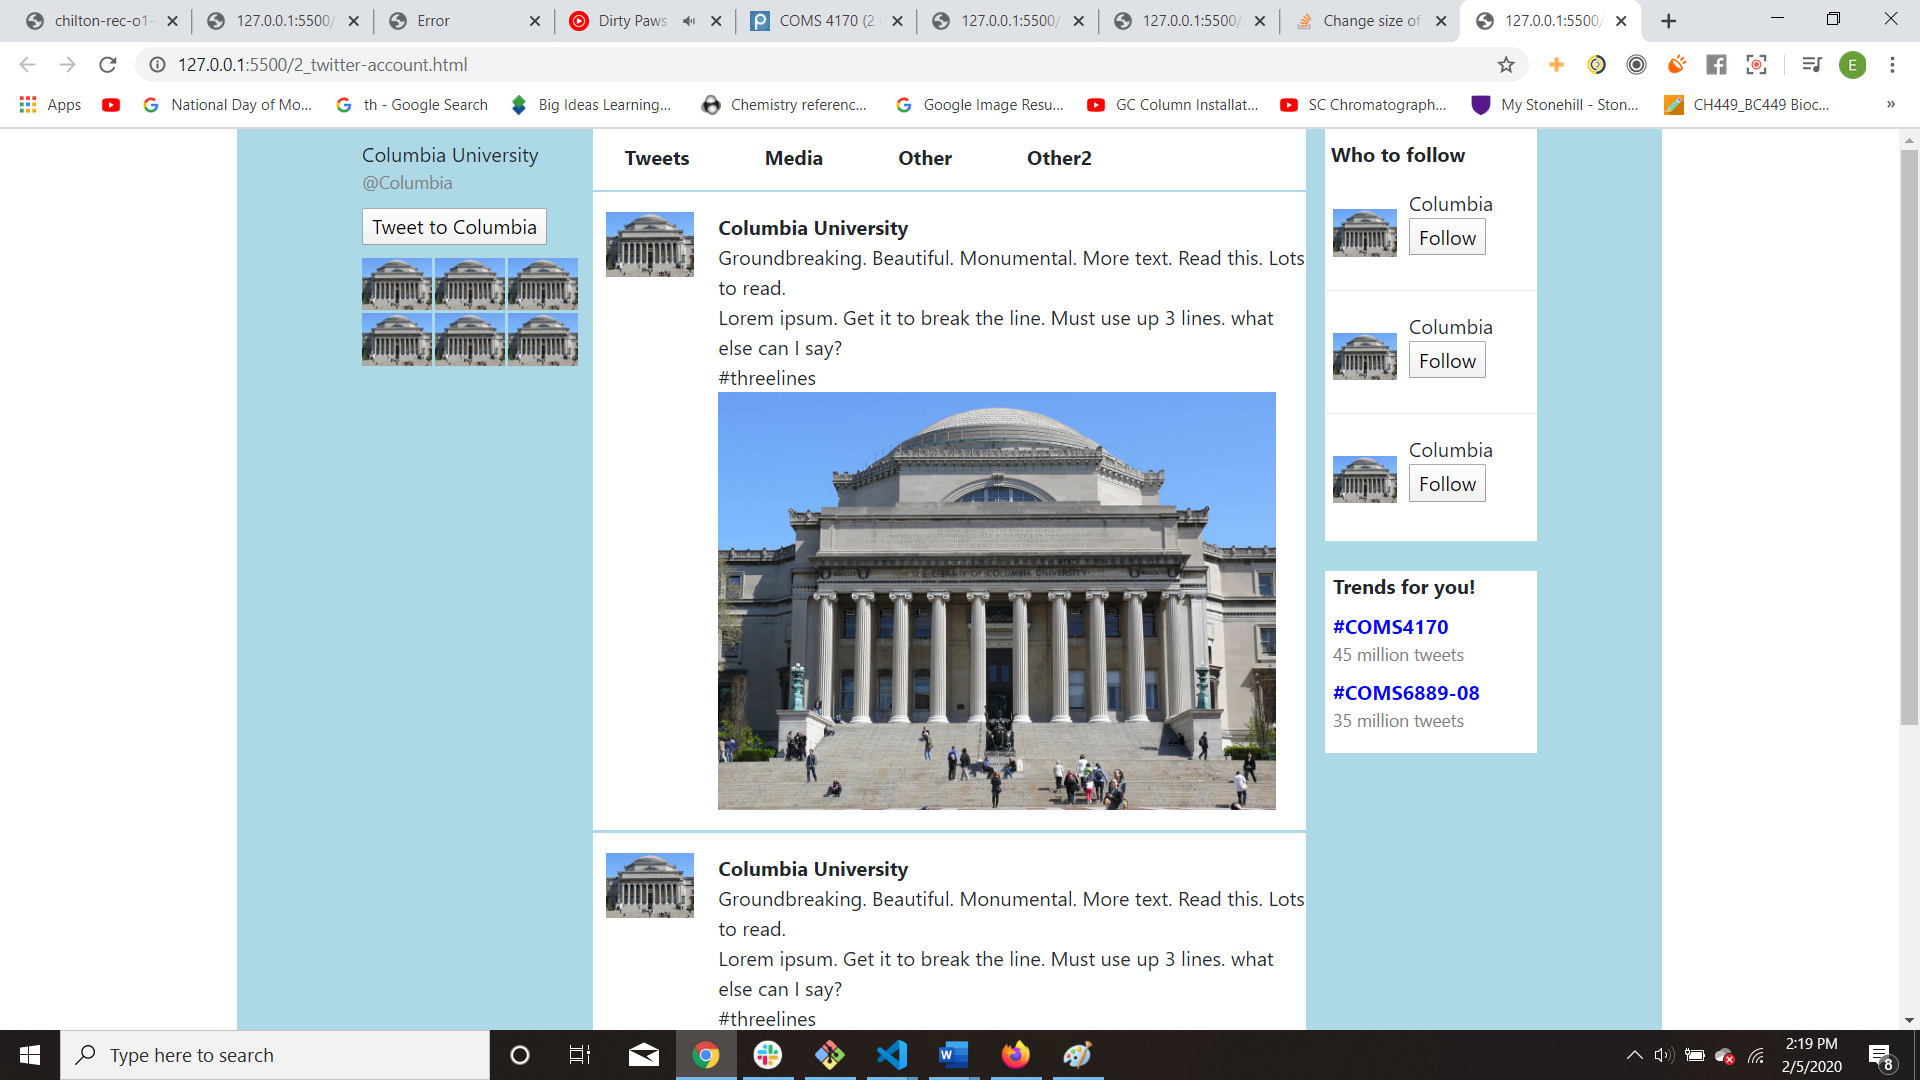 chilton-rec-o1-
127.0.0.1:5500/
Error
Dirty Paws
COMS 4170 (2
127.0.0.1:5500/
127.0.0.1:5500/
Change size of
127.0.0.1:5500/
127.0.0.1:5500/2_twitter-account.html
E
Apps
National Day of Mo...
th - Google Search
Big Ideas Learning...
Chemistry referenc...
Google Image Resu...
GC Column Installat...
SC Chromatograph...
My Stonehill - Ston...
CH449_BC449 Bioc...
»
Columbia University
@Columbia
Tweet to Columbia
Tweets
Media
Other
Other2
Columbia University
Groundbreaking. Beautiful. Monumental. More text. Read this. Lots
to read.
Lorem ipsum. Get it to break the line. Must use up 3 lines. what
else can I say?
#threelines
THE LIBRARY OF COLUMBIA UNIVERSITY
Columbia University
Groundbreaking. Beautiful. Monumental. More text. Read this. Lots
to read.
Lorem ipsum. Get it to break the line. Must use up 3 lines. what
else can I say?
#threelines
Who to follow
Columbia
Follow
Columbia
Follow
Columbia
Follow
Trends for you!
#COMS4170
45 million tweets
#COMS6889-08
35 million tweets
Type here to search
2:19 PM
2/5/2020
8